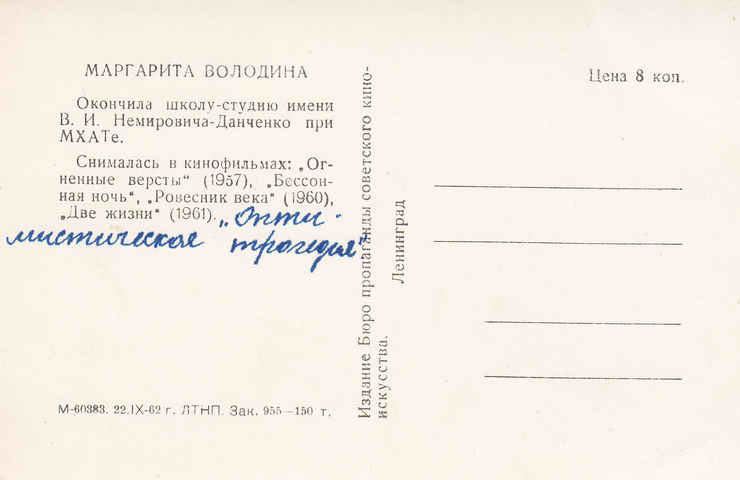 МАРГАРИТА ВОЛОДИНА
Окончила школу-студию имени
В. И. Немировича-Данченко при
МХАТе.
Снималась в кинофильмах: „Ог-
ненные версты“ (1957), „Бессон-
ная ночь“, „Ровесник века“ (1960),
„Две жизни“ (1961). „Опти-
мистическая трагедия“
М-60383. 22.IX-62 г. ЛТНП. Зак. 955—150 т.
Издание Бюро пропаганды советского кино-
искусства.
Ленинград
Цена 8 коп.